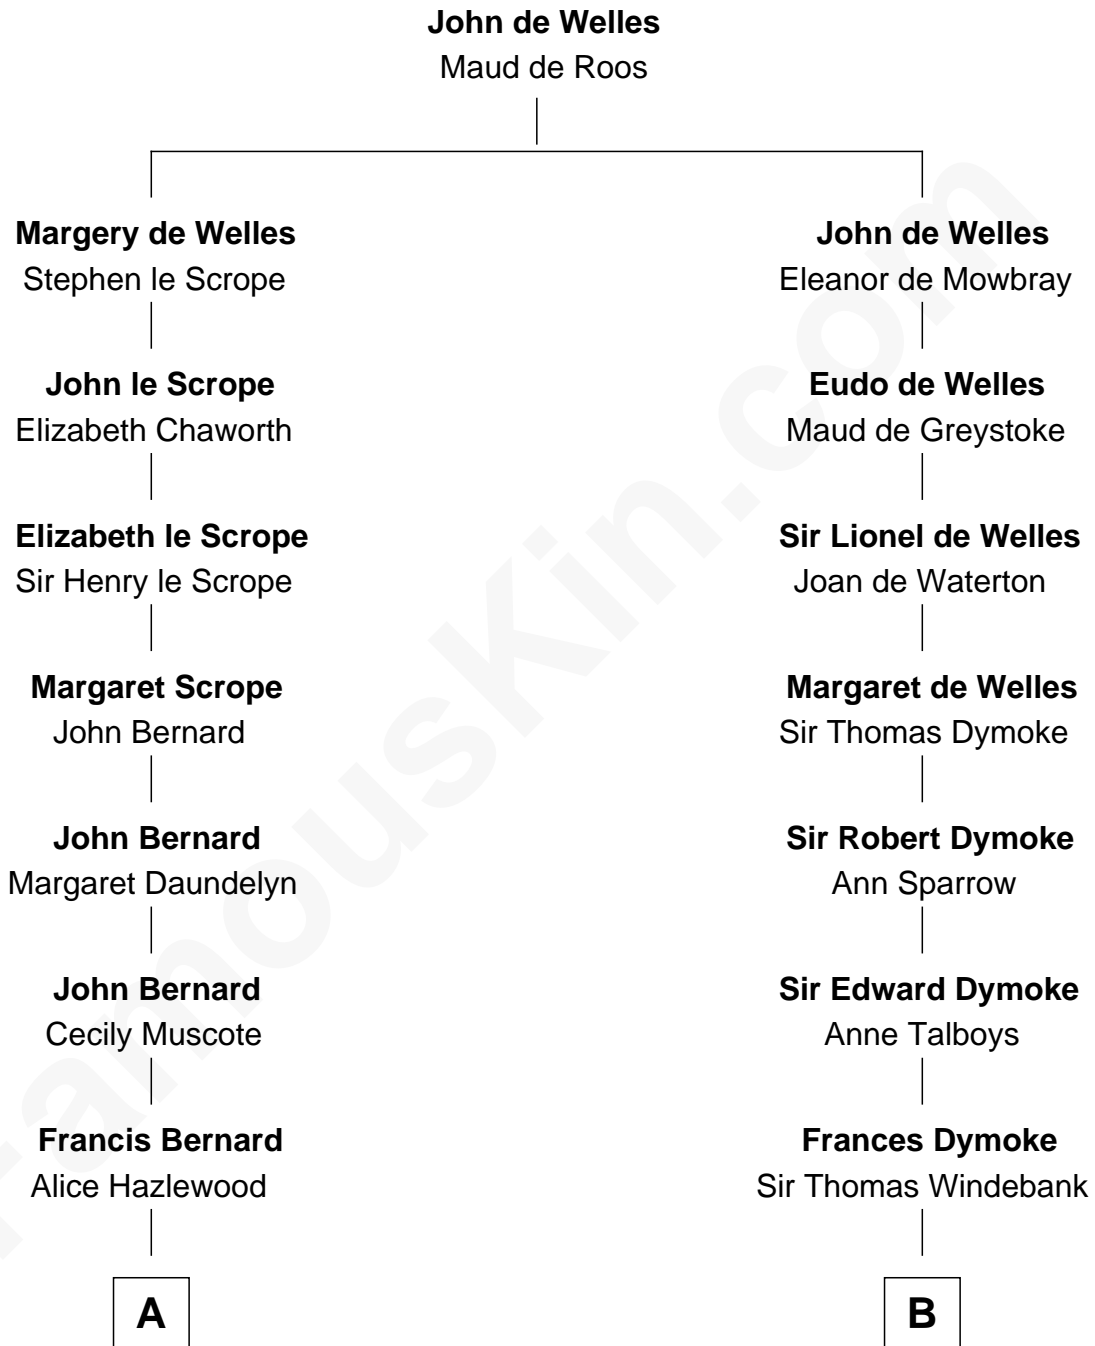 John de Welles
Maud de Roos
Margery de Welles
Stephen le Scrope
John le Scrope
Elizabeth Chaworth
Elizabeth le Scrope
Sir Henry le Scrope
Margaret Scrope
John Bernard
John Bernard
Margaret Daundelyn
John Bernard
Cecily Muscote
Francis Bernard
Alice Hazlewood
A
John de Welles
Eleanor de Mowbray
Eudo de Welles
Maud de Greystoke
Sir Lionel de Welles
Joan de Waterton
Margaret de Welles
Sir Thomas Dymoke
Sir Robert Dymoke
Ann Sparrow
Sir Edward Dymoke
Anne Talboys
Frances Dymoke
Sir Thomas Windebank
B
FamousKin.com